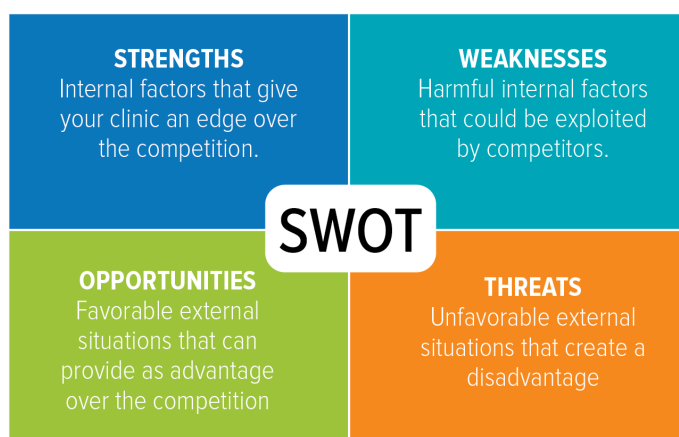 STRENGTHS
Internal factors that give
your clinic an edge over
the competition.
WEAKNESSES
Harmful internal factors
that could be exploited
by competitors.
SWOT
OPPORTUNITIES
Favorable external
situations that can
provide as advantage
over the competition
THREATS
Unfavorable external
situations that create a
disadvantage